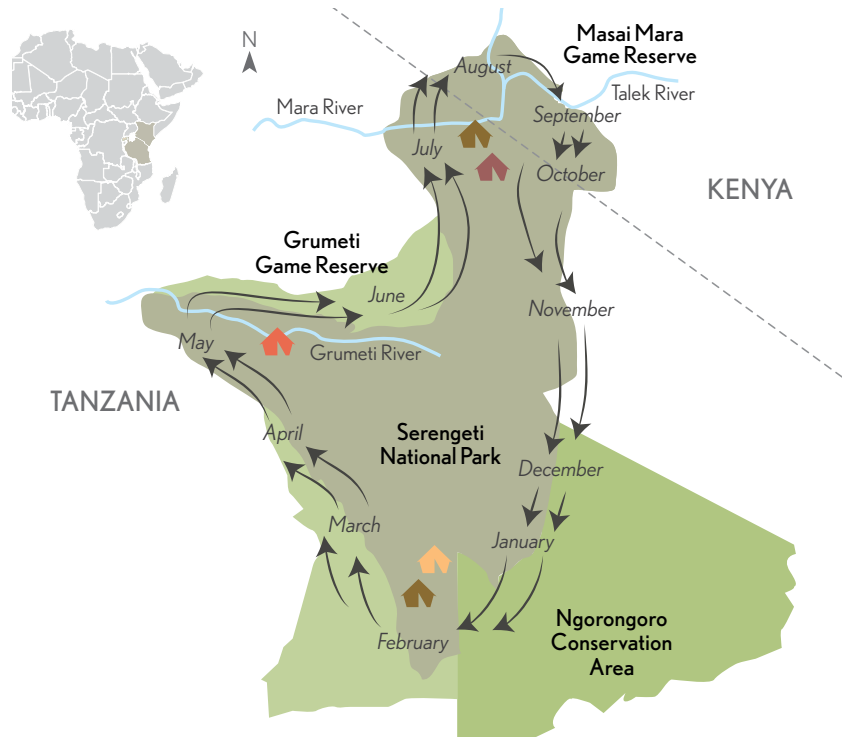 N
Masai Mara
Game Reserve
August
Talek River
Mara River
September
July
October
KENYA
Grumeti
Game Reserve
June
November
May
Grumeti River
TANZANIA
April
Serengeti
National Park
December
March
January
February
Ngorongoro
Conservation
Area